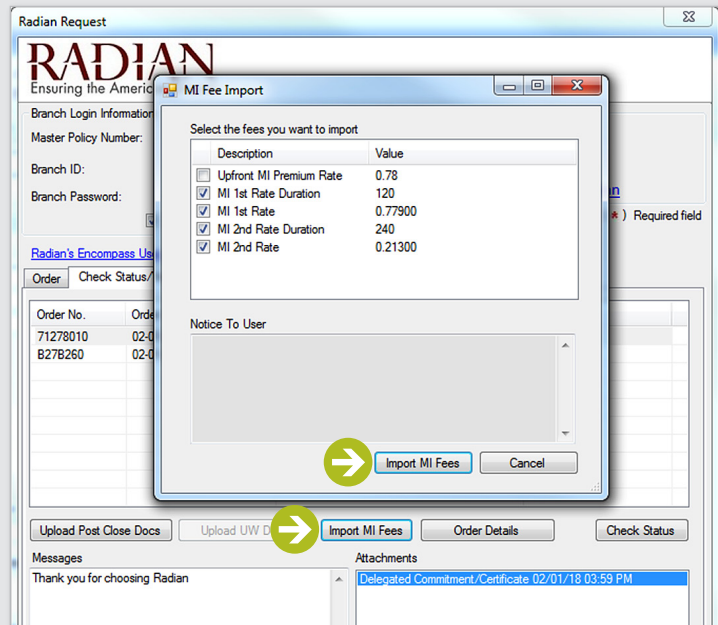 Radian Request
RADIAN
Ensuring the Americ
MI Fee Import
Branch Login Information
Master Policy Number:
Branch ID:
Branch Password:
* ) Required field
Radian's Encompass Us
Order
Check Status/
Order No.
Orde
71278010
02-0
B27B260
02-0
Select the fees you want to import
Description Value
Upfront MI Premium Rate 0.78
MI 1st Rate Duration 120
MI 1st Rate 0.77900
MI 2nd Rate Duration 240
MI 2nd Rate 0.21300
Notice To User
Import MI Fees
Cancel
Upload Post Close Docs
Upload UW D
Import MI Fees
Order Details
Check Status
Messages
Attachments
Thank you for choosing Radian
Delegated Commitment/Certificate 02/01/18 03:59 PM